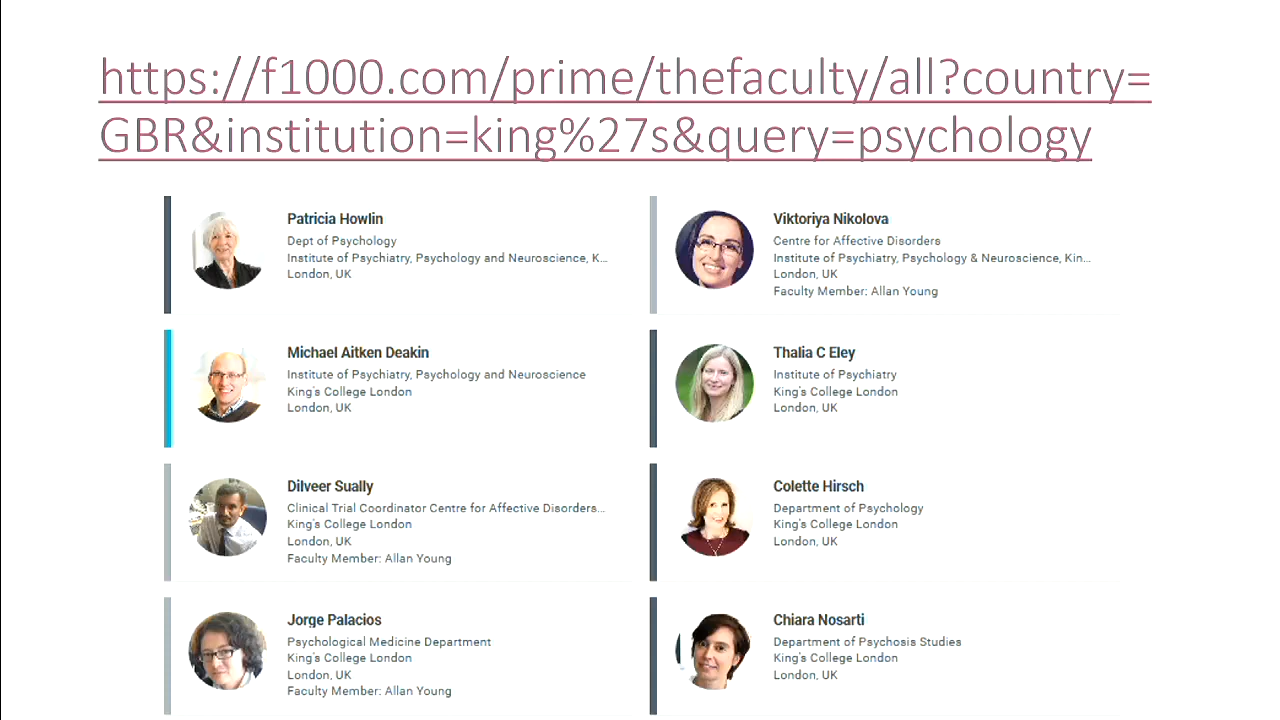 https://f1000.com/prime/thefaculty/all?country=
GBR&institution=king%27s&query=psychology
Patricia Howlin
Dept of Psychology
Institute of Psychiatry, Psychology and Neuroscience, K...
London, UK
Viktoriya Nikolova
Centre for Affective Disorders
Institute of Psychiatry, Psychology & Neuroscience, Kin...
London, UK
Faculty Member: Allan Young
Michael Aitken Deakin
Institute of Psychiatry, Psychology and Neuroscience
King's College London
London, UK
Thalia C Eley
Institute of Psychiatry
King's College London
London, UK
Dilveer Sually
Clinical Trial Coordinator Centre for Affective Disorders...
King's College London
London, UK
Faculty Member: Allan Young
Colette Hirsch
Department of Psychology
King's College London
London, UK
Jorge Palacios
Psychological Medicine Department
King's College London
London, UK
Faculty Member: Allan Young
Chiara Nosarti
Department of Psychosis Studies
King's College London
London, UK